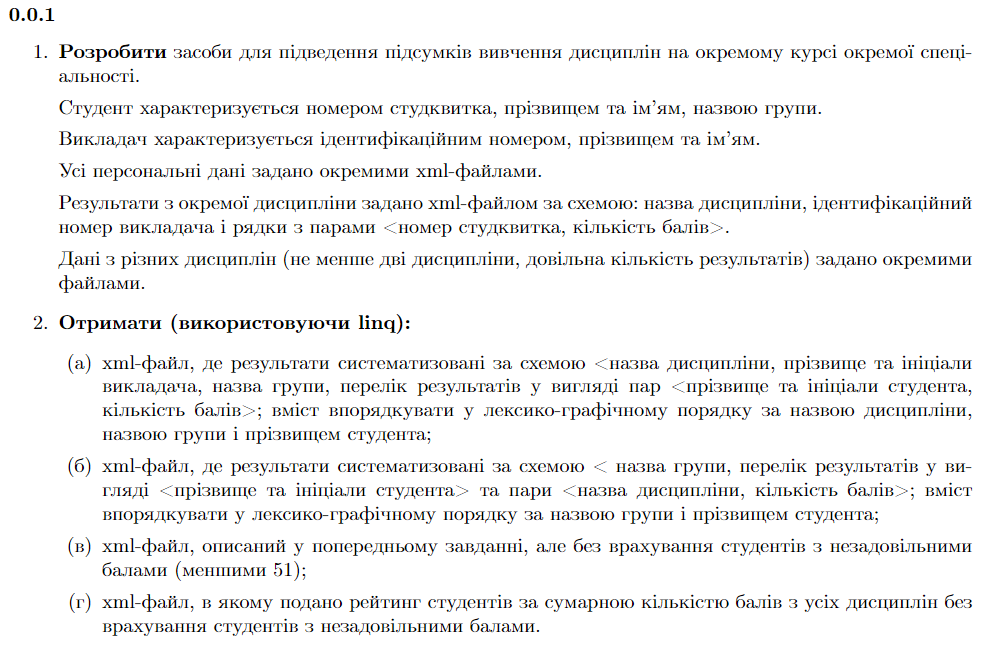 0.0.1
1. Розробити засоби для підведення підсумків вивчення дисциплін на окремому курсі окремої спеці-
альності.
Студент характеризується номером студквитка, прізвищем та ім’ям, назвою групи.
Викладач характеризується ідентифікаційним номером, прізвищем та ім’ям.
Усі персональні дані задано окремими xml-файлами.
Результати з окремої дисципліни задано xml-файлом за схемою: назва дисципліни, ідентифікаційний
номер викладача і рядки з парами <номер студквитка, кількість балів>.
Дані з різних дисциплін (не менше дві дисципліни, довільна кількість результатів) задано окремими
файлами.
2. Отримати (використовуючи linq):
(а) xml-файл, де результати систематизовані за схемою <назва дисципліни, прізвище та ініціали
викладача, назва групи, перелік результатів у вигляді пар <прізвище та ініціали студента,
кількість балів>; вміст впорядкувати у лексико-графічному порядку за назвою дисципліни,
назвою групи і прізвищем студента;
(б) xml-файл, де результати систематизовані за схемою < назва групи, перелік результатів у ви-
гляді <прізвище та ініціали студента> та пари <назва дисципліни, кількість балів>; вміст
впорядкувати у лексико-графічному порядку за назвою групи і прізвищем студента;
(в) xml-файл, описаний у попередньому завданні, але без врахування студентів з незадовільними
балами (меншими 51);
(г) xml-файл, в якому подано рейтинг студентів за сумарною кількістю балів з усіх дисциплін без
врахування студентів з незадовільними балами.